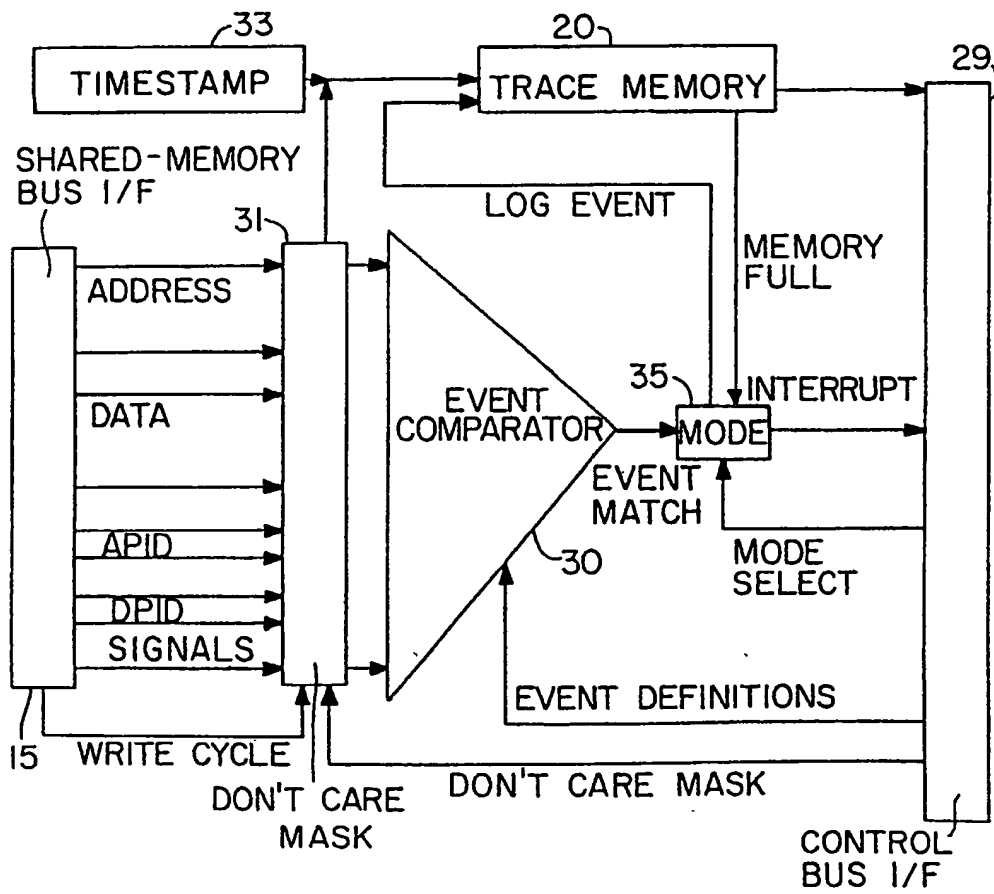 33
TIMESTAMP
20
TRACE MEMORY
29
SHARED-MEMORY
BUS I/F
LOG EVENT
31
MEMORY
FULL
ADDRESS
DATA
EVENT
COMPARATOR
35
MODE
INTERRUPT
EVENT
MATCH
APID
30
MODE
SELECT
DPID
SIGNALS
EVENT DEFINITIONS
15
WRITE CYCLE
DON'T CARE
MASK
DON'T CARE MASK
CONTROL
BUS I/F